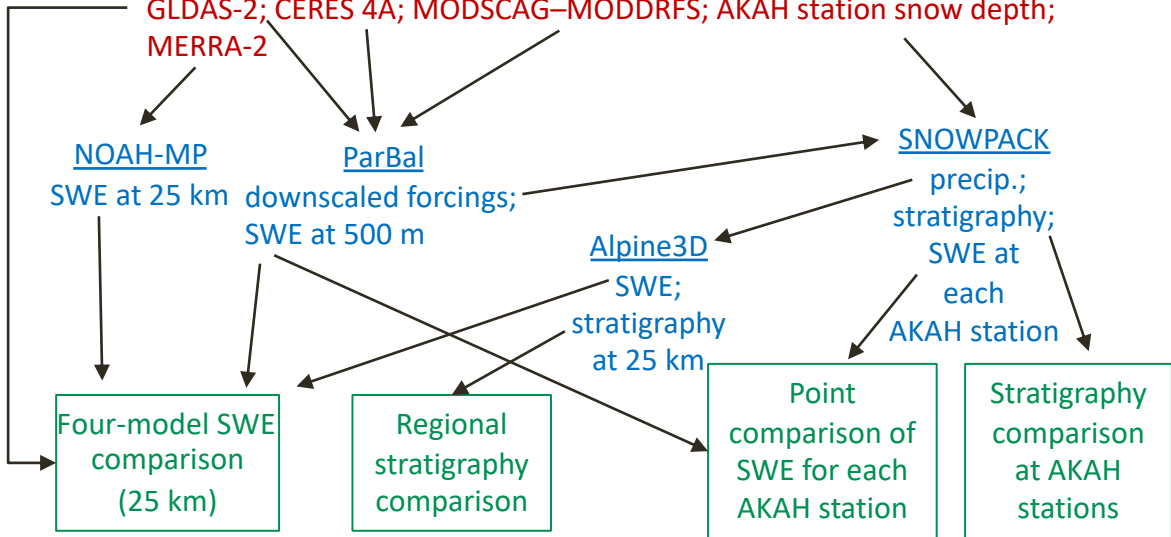 GLDAS-2; CERES 4A; MODSCAG–MODDRFS; AKAH station snow depth;
MERRA-2
NOAH-MP
SWE at 25 km
ParBal
downscaled forcings;
SWE at 500 m
SNOWPACK
precip.;
stratigraphy;
SWE at
each
AKAH station
Alpine3D
SWE;
stratigraphy
at 25 km
Four-model SWE
comparison
(25 km)
Regional
stratigraphy
comparison
Point
comparison of
SWE for each
AKAH station
Stratigraphy
comparison
at AKAH
stations